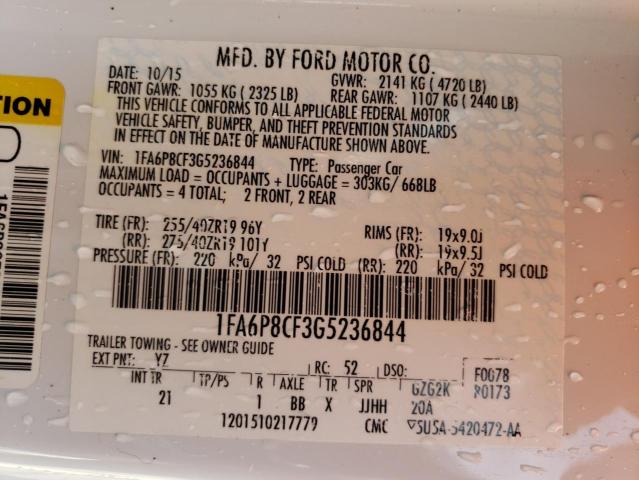 MFD. BY FORD MOTOR CO.
DATE: 10/15 GVWR: 2141 KG ( 4720 LB)
FRONT GAWR: 1055 KG ( 2325 LB) REAR GAWR: 1107 KG ( 2440 LB)
THIS VEHICLE CONFORMS TO ALL APPLICABLE FEDERAL MOTOR
VEHICLE SAFETY, BUMPER, AND THEFT PREVENTION STANDARDS
IN EFFECT ON THE DATE OF MANUFACTURE SHOWN ABOVE.
VIN: 1FA6P8CF3G5236844 TYPE: Passenger Car
MAXIMUM LOAD = OCCUPANTS + LUGGAGE = 303KG/ 668LB
OCCUPANTS = 4 TOTAL; 2 FRONT, 2 REAR
TIRE (FR): 255/40ZR19 96Y RIMS (FR): 19x9.0J
(RR): 275/40ZR19 101Y (RR): 19x9.5J
PRESSURE (FR): 220 kPa/ 32 PSI COLD (RR): 220 kPa/ 32 PSI COLD
1FA6P8CF3G5236844
TRAILER TOWING - SEE OWNER GUIDE
EXT PNT: YZ RC: 52 DSO: F0G78
INT TR TP/PS R AXLE TR SPR GZG2K R0173
21 1 BB X JJHH 20A
1201510217779 CMC ▽SUSA-5420472-AA
TION